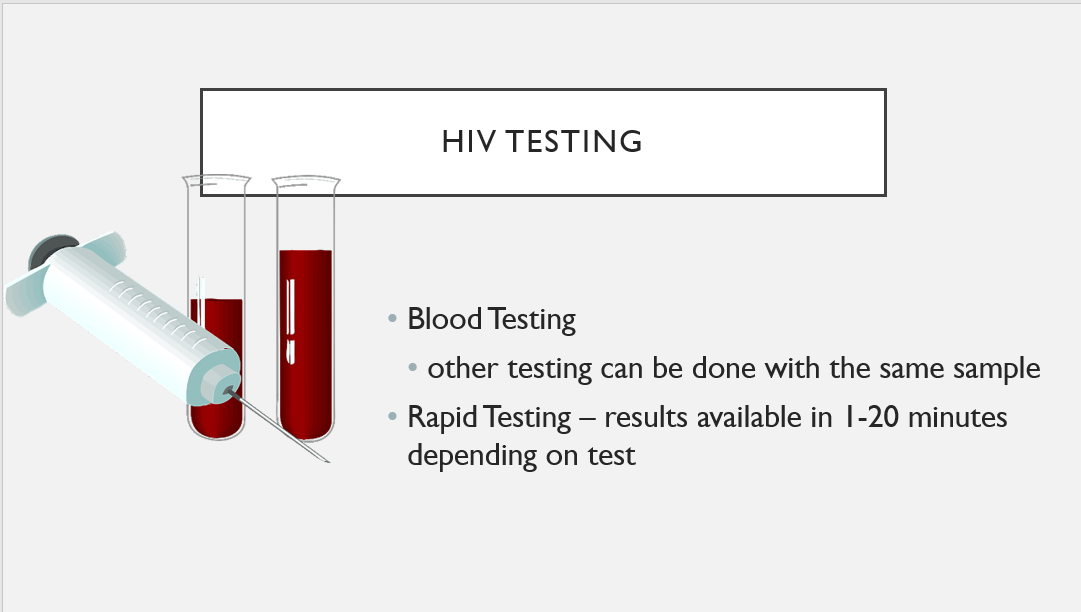 HIV TESTING
• Blood Testing
• other testing can be done with the same sample
• Rapid Testing – results available in 1-20 minutes
depending on test